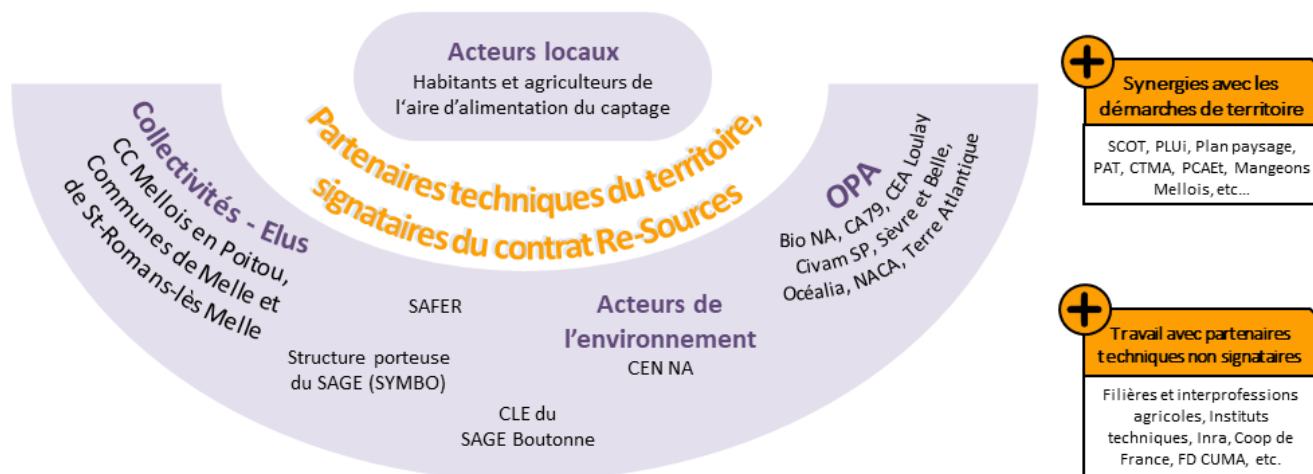 Acteurs locaux
Habitants et agriculteurs de
l'aire d'alimentation du captage
Partenaires techniques du territoire,
signataires du contrat Re-Sources
Collectivités - Elus
CC Mellois en Poitou,
Communes de Melle et
de St-Romans-lès Melle
SAFER
Structure porteuse
du SAGE (SYMBO)
CLE du
SAGE Boutonne
Acteurs de
l'environnement
CEN NA
OPA
Bio NA, CA79, CEA Loulay
Civam SP, Sèvre et Belle,
Océalia, NACA, Terre Atlantique
Synergies avec les
démarches de territoire
SCOT, PLUi, Plan paysage,
PAT, CTMA, PCAEt, Mangeons
Mellois, etc...
Travail avec partenaires
techniques non signataires
Filières et interprofessions
agricoles, Instituts
techniques, Inra, Coop de
France, FD CUMA, etc.